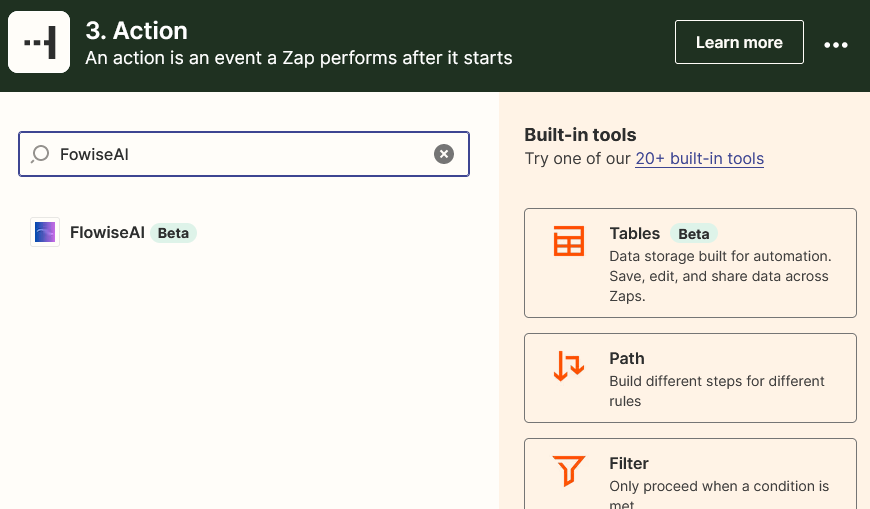 3. Action
An action is an event a Zap performs after it starts
Learn more
FowiseAI
FlowiseAI Beta
Built-in tools
Try one of our 20+ built-in tools
Tables Beta
Data storage built for automation.
Save, edit, and share data across
Zaps.
Path
Build different steps for different
rules
Filter
Only proceed when a condition is
met